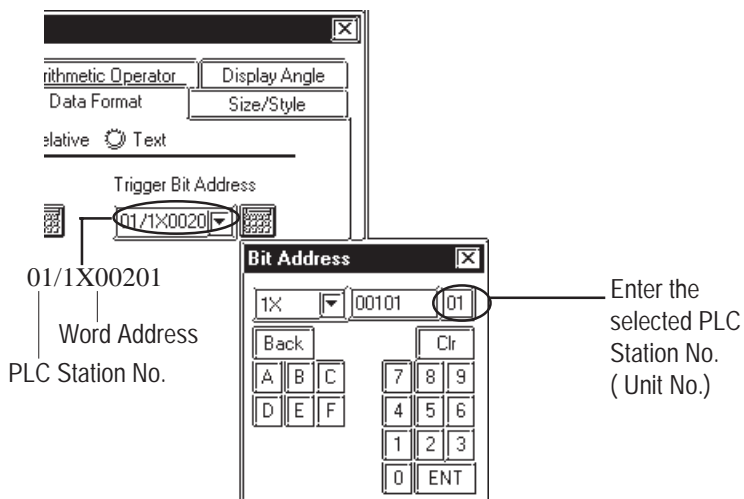 rithmetic Operator Display Angle
Data Format Size/Style
elative Text
Trigger Bit Address
01/1X0020
01/1X00201
Word Address
PLC Station No.
Bit Address
1X 00101 01
Back Clr
A B C 7 8 9
D E F 4 5 6
1 2 3
0 ENT
Enter the
selected PLC
Station No.
( Unit No.)